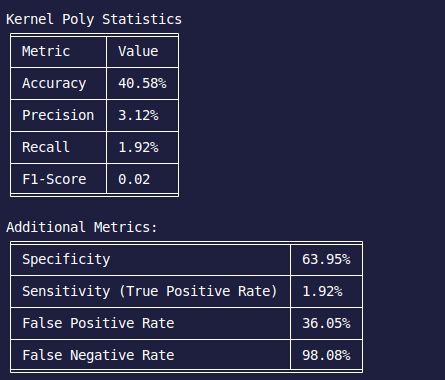 Kernel Poly Statistics
Metric Value
Accuracy 40.58%
Precision 3.12%
Recall 1.92%
F1-Score 0.02
Additional Metrics:
Specificity 63.95%
Sensitivity (True Positive Rate) 1.92%
False Positive Rate 36.05%
False Negative Rate 98.08%